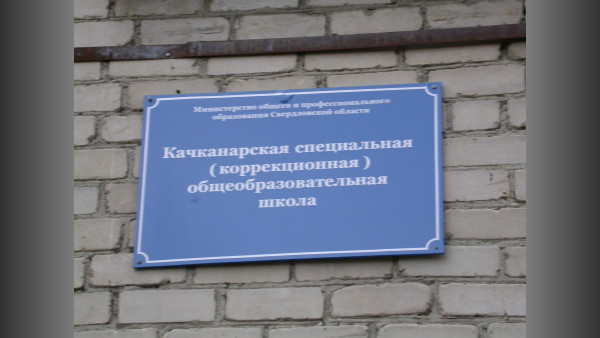 Министерство общего и профессионального
образования Свердловской области
Качканарская специальная
(коррекционная)
общеобразовательная
школа